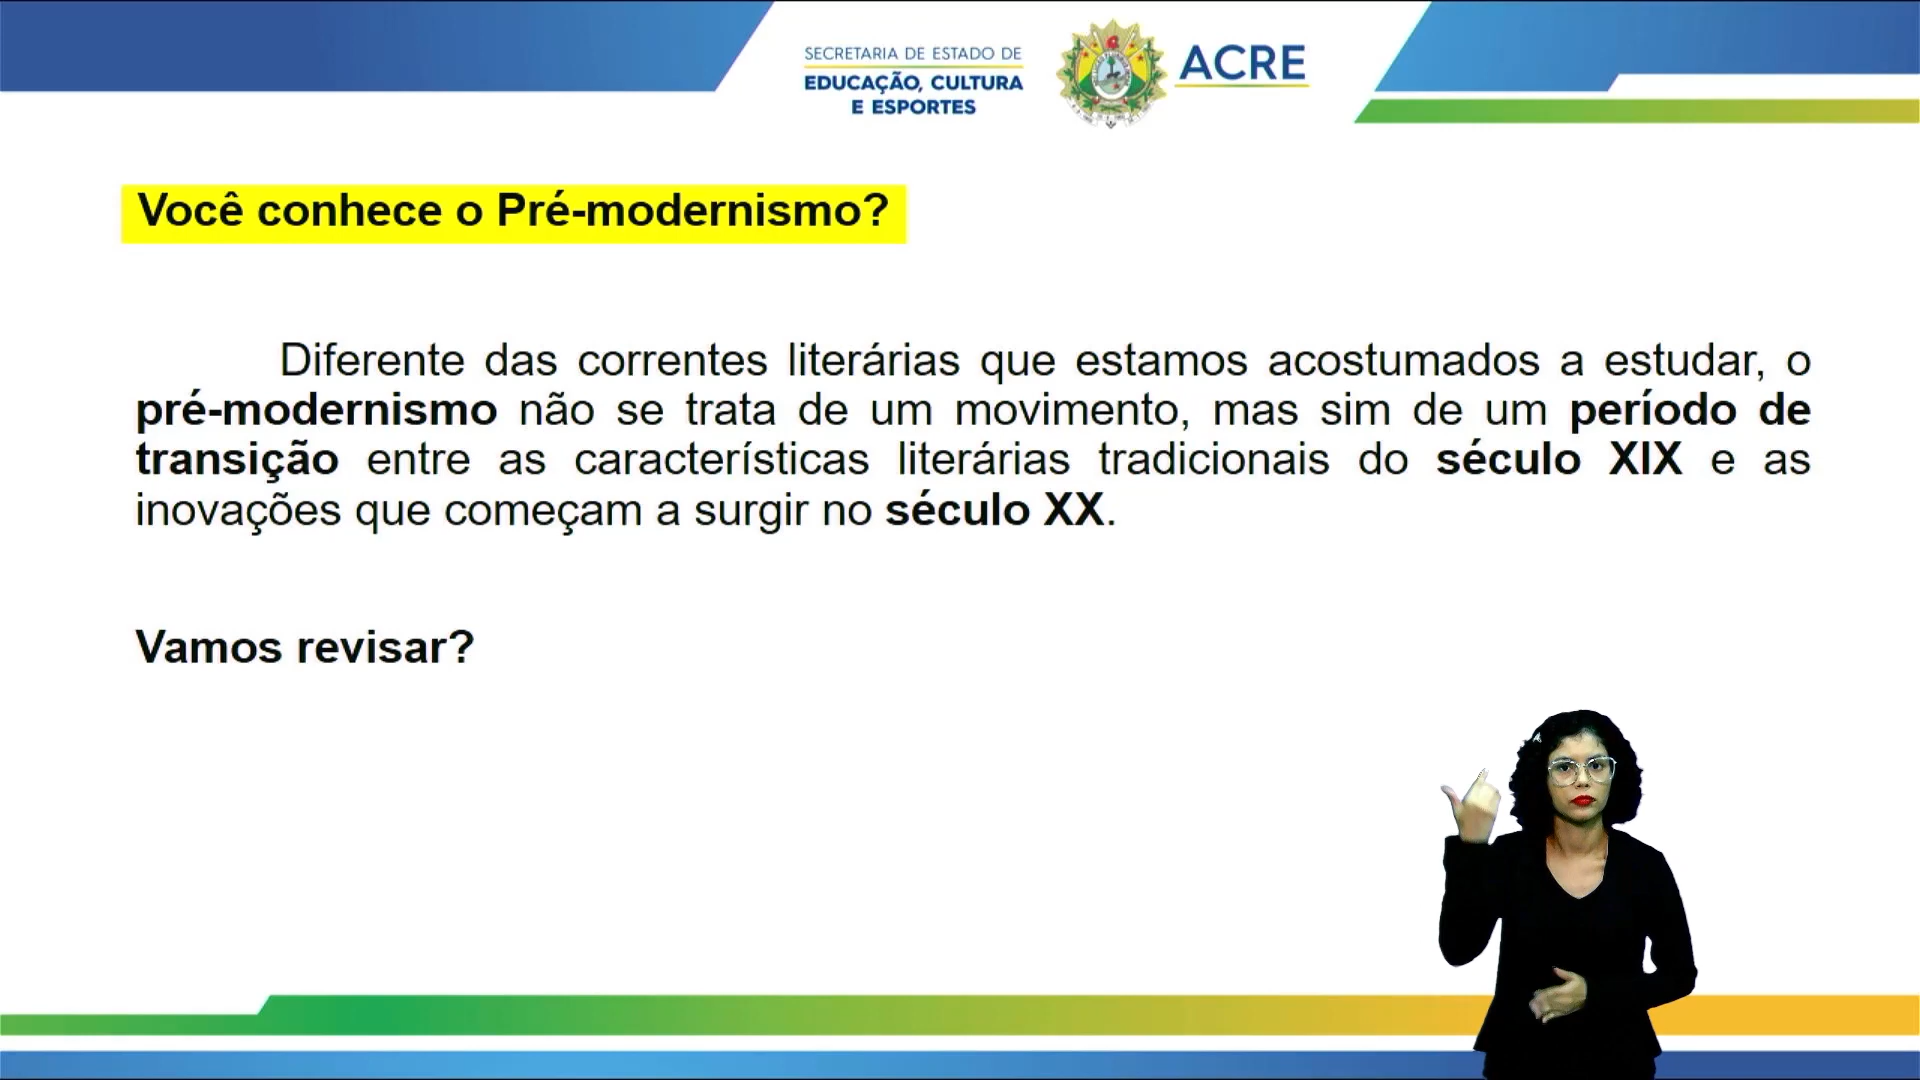 SECRETARIA DE ESTADO DE
EDUCAÇÃO, CULTURA
E ESPORTES
ACRE
Você conhece o Pré-modernismo?
Diferente das correntes literárias que estamos acostumados a estudar, o
pré-modernismo não se trata de um movimento, mas sim de um período de
transição entre as características literárias tradicionais do século XIX e as
inovações que começam a surgir no século XX.
Vamos revisar?